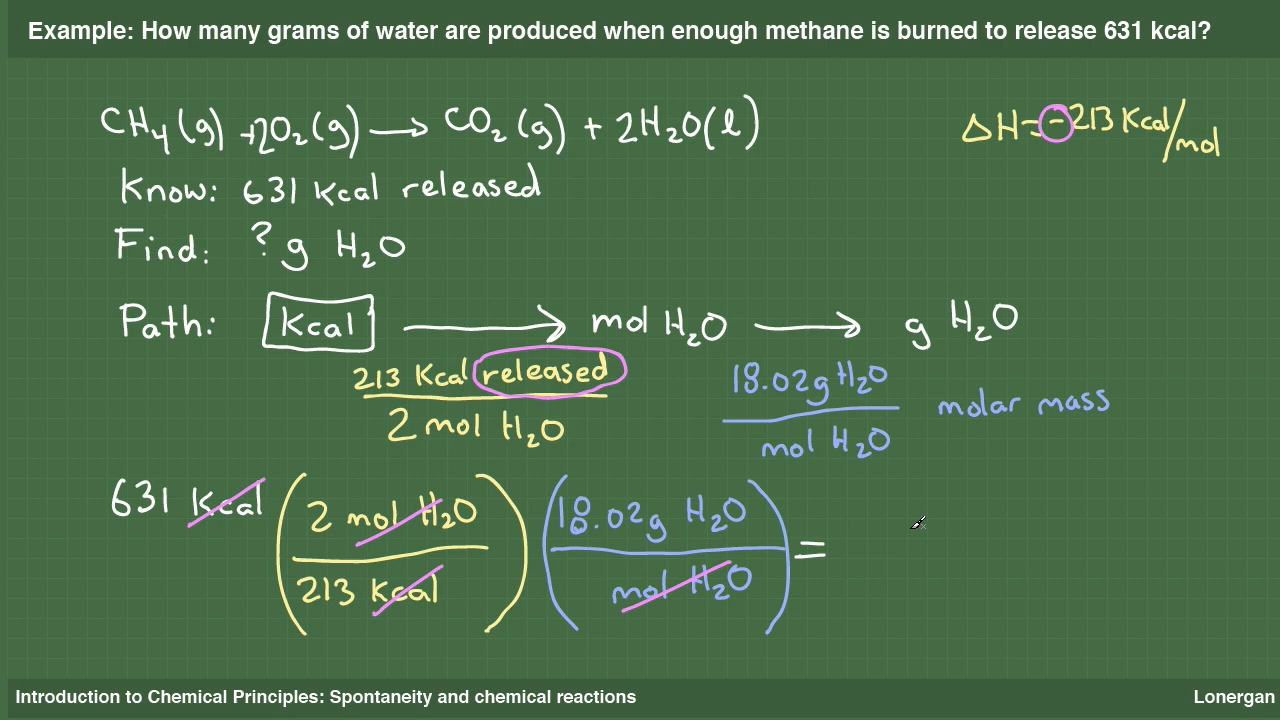 Example: How many grams of water are produced when enough methane is burned to release 631 kcal?
CH₄(g) + 2O₂(g) → CO₂(g) + 2H₂O(l) ΔH = -213 Kcal/mol
Know: 631 Kcal released
Find: ? g H₂O
Path: Kcal → mol H₂O → g H₂O
213 Kcal released
2 mol H₂O
18.02g H₂O
mol H₂O
molar mass
631 Kcal (2 mol H₂O / 213 Kcal) (18.02g H₂O / mol H₂O) =
Introduction to Chemical Principles: Spontaneity and chemical reactions
Lonergan